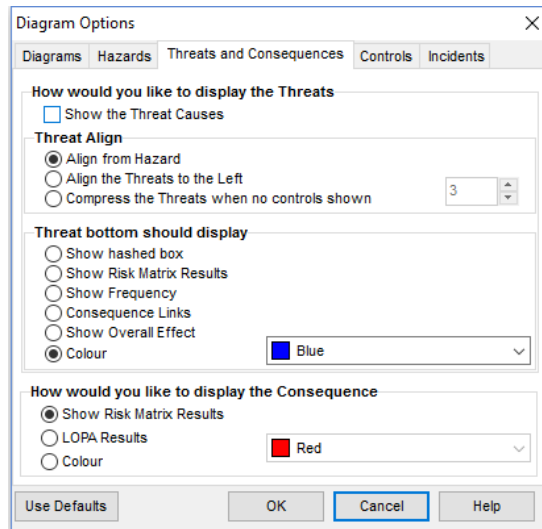 Diagram Options
Diagrams Hazards Threats and Consequences Controls Incidents
How would you like to display the Threats
Show the Threat Causes
Threat Align
Align from Hazard
Align the Threats to the Left
Compress the Threats when no controls shown 3
Threat bottom should display
Show hashed box
Show Risk Matrix Results
Show Frequency
Consequence Links
Show Overall Effect
Colour Blue
How would you like to display the Consequence
Show Risk Matrix Results
LOPA Results Red
Colour
Use Defaults OK Cancel Help